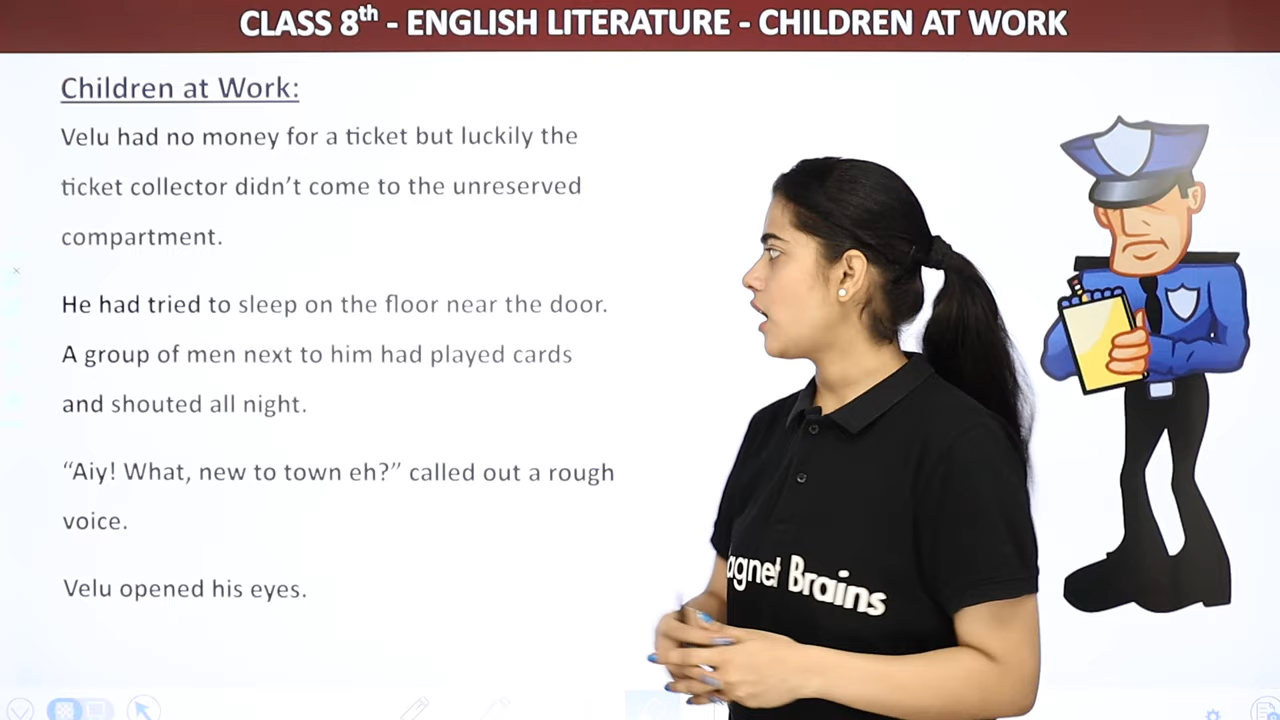 CLASS 8th - ENGLISH LITERATURE - CHILDREN AT WORK
Children at Work:
Velu had no money for a ticket but luckily the
ticket collector didn’t come to the unreserved
compartment.
He had tried to sleep on the floor near the door.
A group of men next to him had played cards
and shouted all night.
“Aiy! What, new to town eh?” called out a rough
voice.
Velu opened his eyes.
agnet Brains